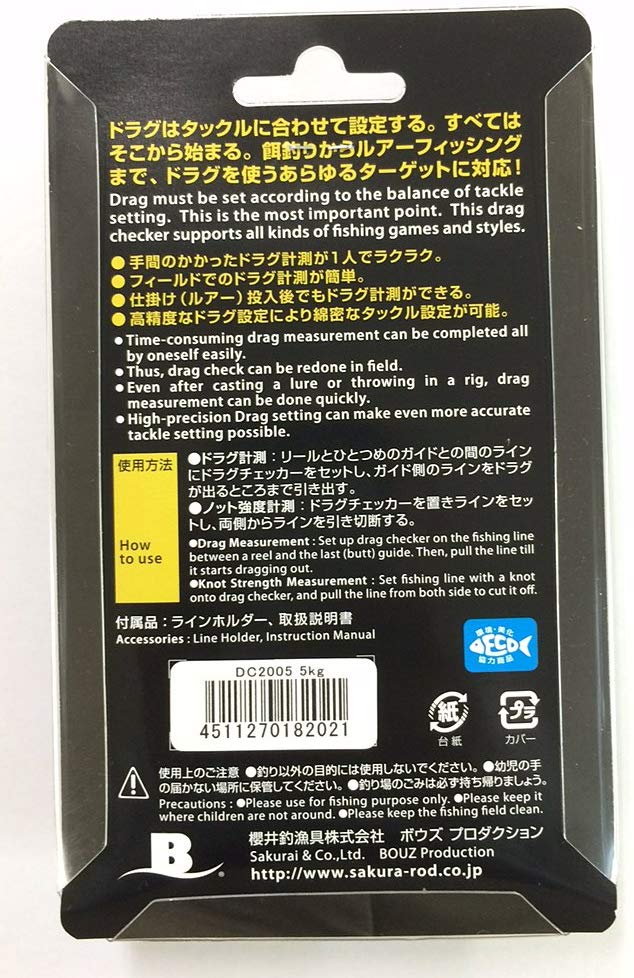 ドラグはタックルに合わせて設定する。すべては
そこから始まる。餌釣りからルアーフィッシング
まで、ドラグを使うあらゆるターゲットに対応！
Drag must be set according to the balance of tackle
setting. This is the most important point. This drag
checker supports all kinds of fishing games and styles.
●手間のかかったドラグ計測が1人でラクラク。
●フィールドでのドラグ計測が簡単。
●仕掛け（ルアー）投入後でもドラグ計測ができる。
●高精度なドラグ設定により綿密なタックル設定が可能。
●Time-consuming drag measurement can be completed all
by oneself easily.
●Thus, drag check can be redone in field.
●Even after casting a lure or throwing in a rig, drag
measurement can be done quickly.
●High-precision Drag setting can make even more accurate
tackle setting possible.
使用方法
How
to use
●ドラグ計測：リールとひとつめのガイドとの間のライン
にドラグチェッカーをセットし、ガイド側のラインをドラグ
が出るところまで引き出す。
●ノット強度計測：ドラグチェッカーを置きラインをセッ
トし、両側からラインを引き切断する。
●Drag Measurement : Set up drag checker on the fishing line
between a reel and the last (butt) guide. Then, pull the line till
it starts dragging out.
●Knot Strength Measurement : Set fishing line with a knot
onto drag checker, and pull the line from both side to cut it off.
付属品：ラインホルダー、取扱説明書
Accessories : Line Holder, Instruction Manual
環境・美化
ECO
協力商品
DC2005 5kg
4511270182021
紙
台紙
プラ
カバー
使用上のご注意 ●釣り以外の目的には使用しないでください。●幼児の手
の届かない場所に保管してください。●釣り場のごみは必ず持ち帰りましょう。
Precautions : ●Please use for fishing purpose only. ●Please keep it
where children are not around. ●Please keep the fishing field clean.
B
櫻井釣漁具株式会社 ボウズ プロダクション
Sakurai & Co.,Ltd. BOUZ Production
http://www.sakura-rod.co.jp